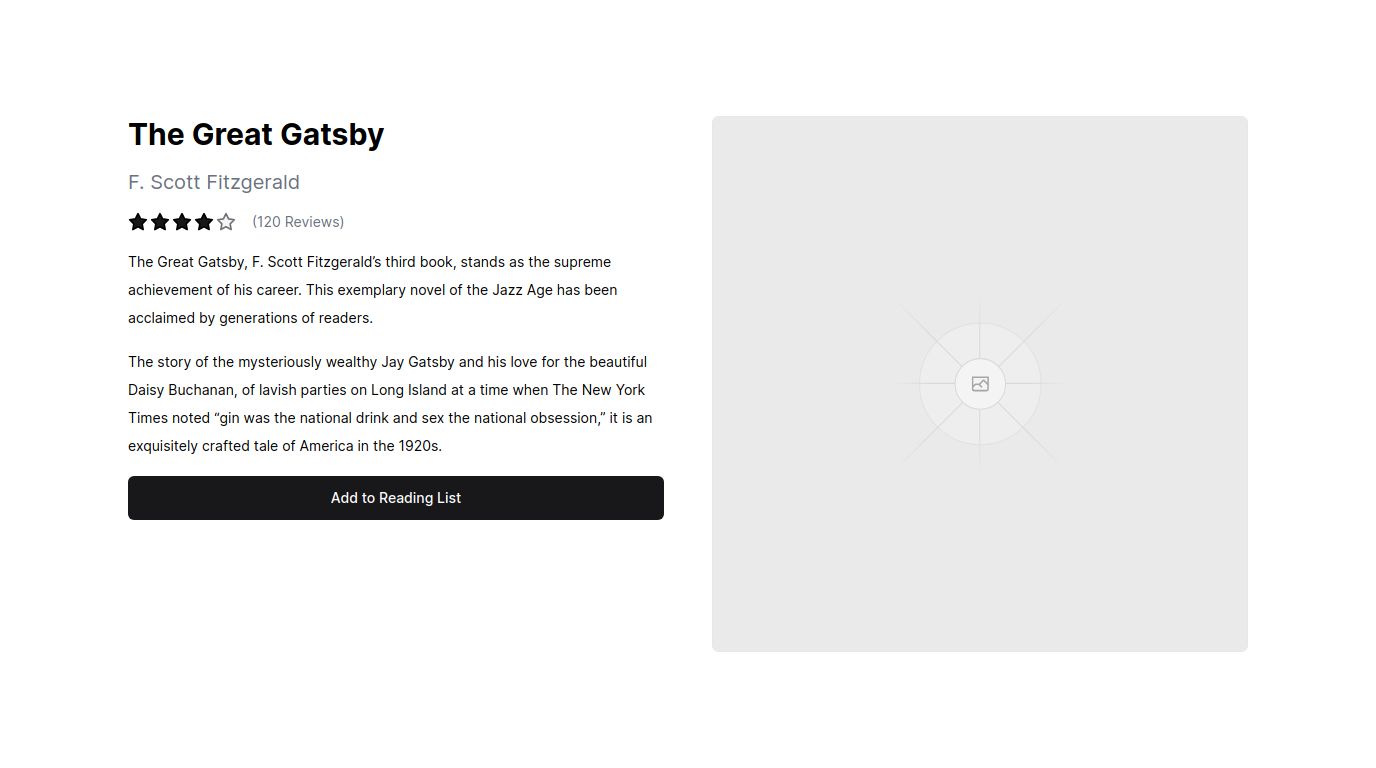 The Great Gatsby
F. Scott Fitzgerald
(120 Reviews)
The Great Gatsby, F. Scott Fitzgerald’s third book, stands as the supreme
achievement of his career. This exemplary novel of the Jazz Age has been
acclaimed by generations of readers.
The story of the mysteriously wealthy Jay Gatsby and his love for the beautiful
Daisy Buchanan, of lavish parties on Long Island at a time when The New York
Times noted “gin was the national drink and sex the national obsession,” it is an
exquisitely crafted tale of America in the 1920s.
Add to Reading List